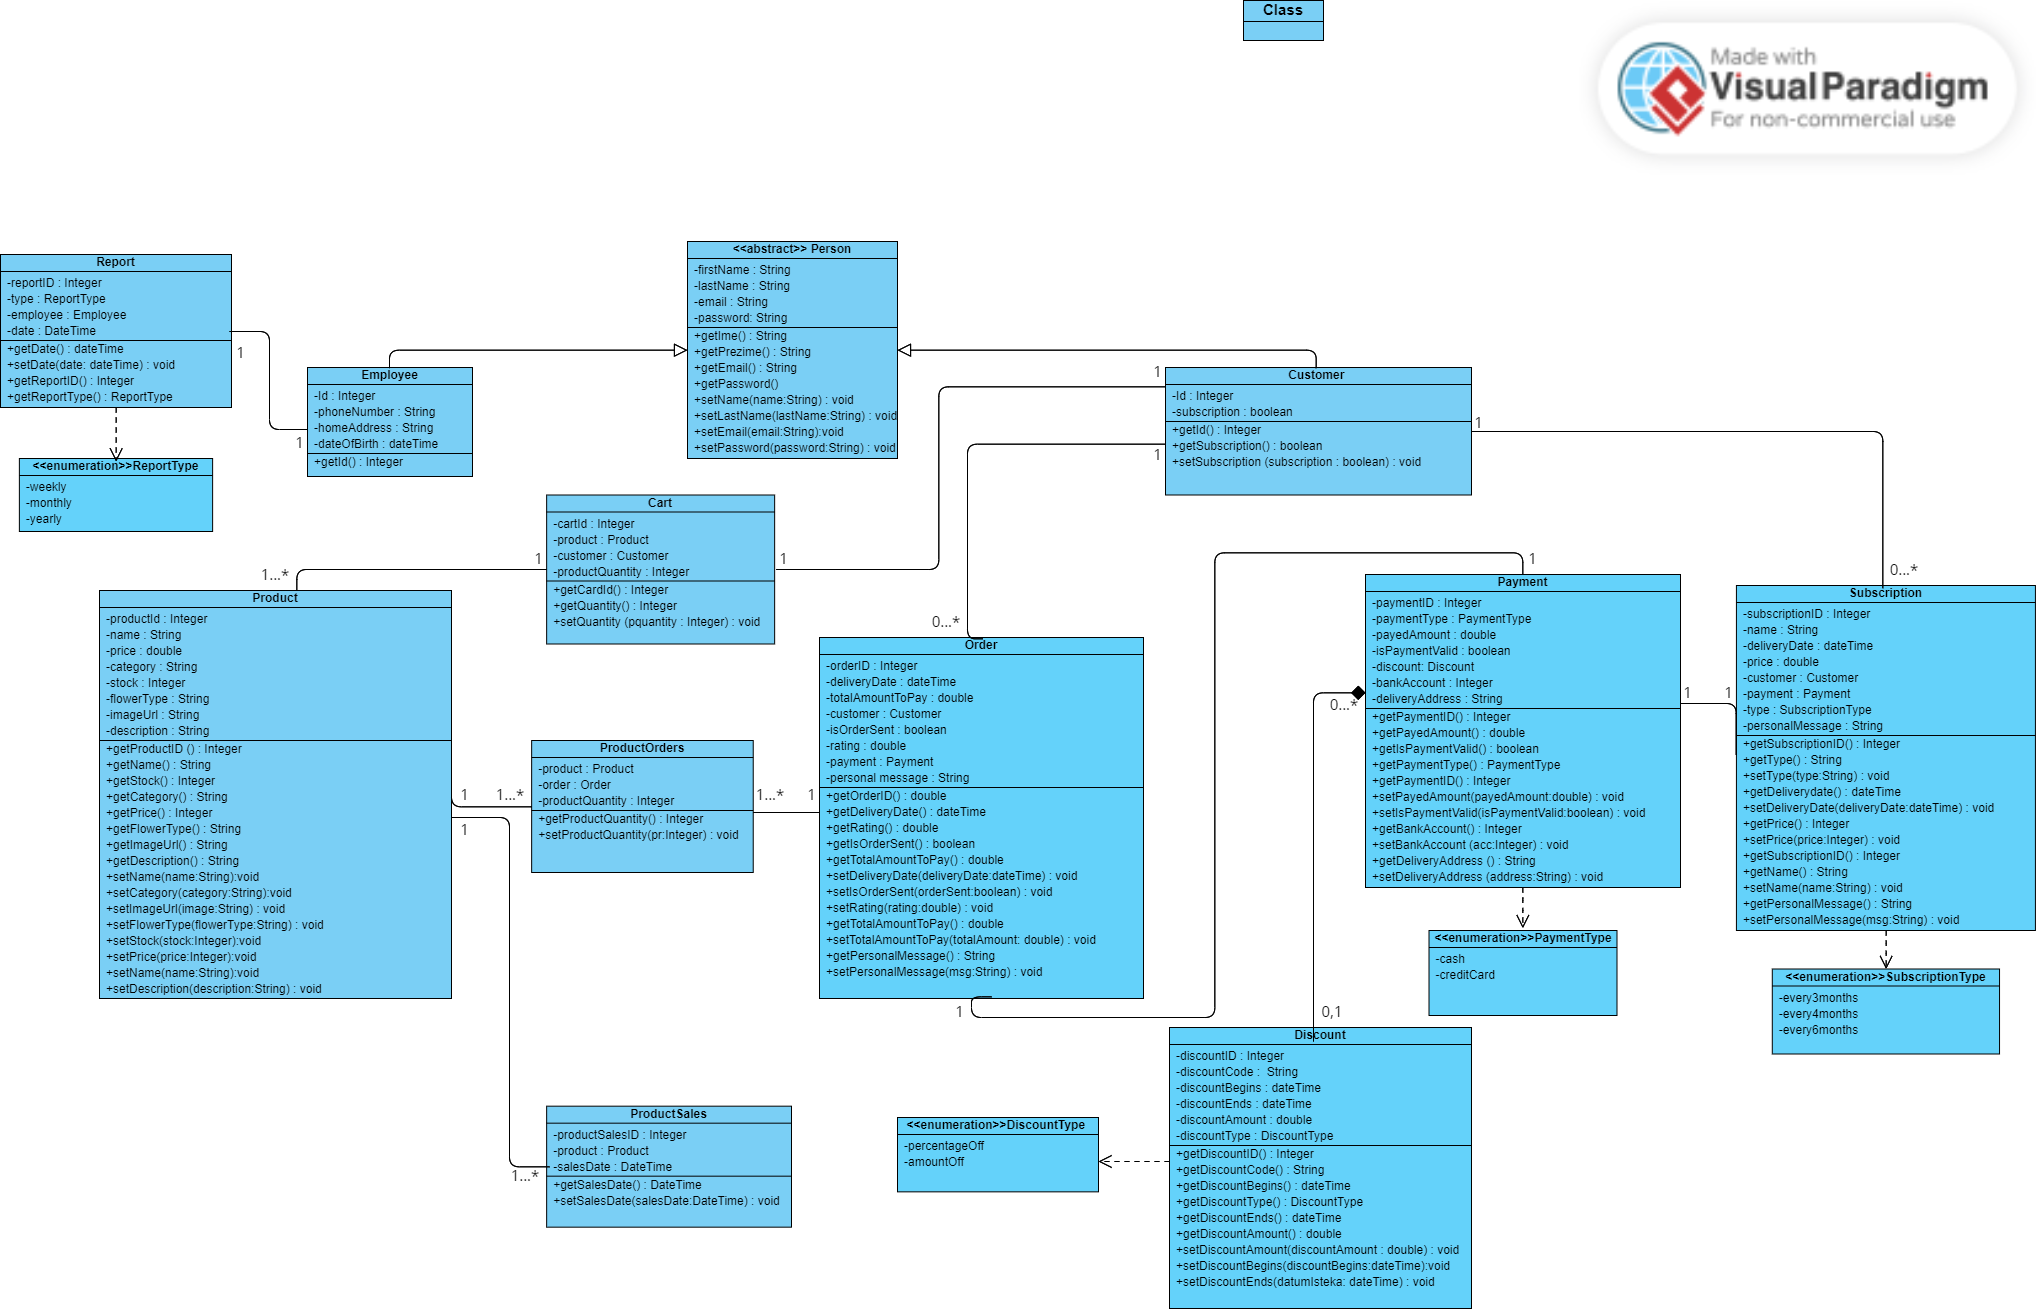 Class
Made with
Visual Paradigm
For non-commercial use
Report
-reportID : Integer
-type : ReportType
-employee : Employee
-date : DateTime
+getDate() : dateTime
+setDate(date: dateTime) : void
+getReportID() : Integer
+getReportType() : ReportType
1
1
<<enumeration>>ReportType
-weekly
-monthly
-yearly
Employee
-Id : Integer
-phoneNumber : String
-homeAddress : String
-dateOfBirth : dateTime
+getId() : Integer
<<abstract>> Person
-firstName : String
-lastName : String
-email : String
-password: String
+getIme() : String
+getPrezime() : String
+getEmail() : String
+getPassword()
+setName(name:String) : void
+setLastName(lastName:String) : void
+setEmail(email:String):void
+setPassword(password:String) : void
Customer
-Id : Integer
-subscription : boolean
+getId() : Integer
+getSubscription() : boolean
+setSubscription (subscription : boolean) : void
1
1
1
0...*
0...*
Cart
-cartId : Integer
-product : Product
-customer : Customer
-productQuantity : Integer
+getCardId() : Integer
+getQuantity() : Integer
+setQuantity (pquantity : Integer) : void
1
1
1...*
Product
-productId : Integer
-name : String
-price : double
-category : String
-stock : Integer
-flowerType : String
-imageUrl : String
-description : String
+getProductID () : Integer
+getName() : String
+getStock() : Integer
+getCategory() : String
+getPrice() : Integer
+getFlowerType() : String
+getImageUrl() : String
+getDescription() : String
+setName(name:String):void
+setCategory(category:String):void
+setImageUrl(image:String) : void
+setFlowerType(flowerType:String) : void
+setStock(stock:Integer):void
+setPrice(price:Integer):void
+setName(name:String):void
+setDescription(description:String) : void
1
1...*
1
ProductOrders
-product : Product
-order : Order
-productQuantity : Integer
+getProductQuantity() : Integer
+setProductQuantity(pr:Integer) : void
1...*
1
Order
-orderID : Integer
-deliveryDate : dateTime
-totalAmountToPay : double
-customer : Customer
-isOrderSent : boolean
-rating : double
-payment : Payment
-personal message : String
+getOrderID() : double
+getDeliveryDate() : dateTime
+getRating() : double
+getIsOrderSent() : boolean
+getTotalAmountToPay() : double
+setDeliveryDate(deliveryDate:dateTime) : void
+setIsOrderSent(orderSent:boolean) : void
+setRating(rating:double) : void
+getTotalAmountToPay() : double
+setTotalAmountToPay(totalAmount: double) : void
+getPersonalMessage() : String
+setPersonalMessage(msg:String) : void
1
1
Payment
-paymentID : Integer
-paymentType : PaymentType
-payedAmount : double
-isPaymentValid : boolean
-discount: Discount
-bankAccount : Integer
-deliveryAddress : String
+getPaymentID() : Integer
+getPayedAmount() : double
+getIsPaymentValid() : boolean
+getPaymentType() : PaymentType
+getPaymentID() : Integer
+setPayedAmount(payedAmount:double) : void
+setIsPaymentValid(isPaymentValid:boolean) : void
+getBankAccount() : Integer
+setBankAccount (acc:Integer) : void
+getDeliveryAddress () : String
+setDeliveryAddress (address:String) : void
0...*
1
1
Subscription
-subscriptionID : Integer
-name : String
-deliveryDate : dateTime
-price : double
-customer : Customer
-payment : Payment
-type : SubscriptionType
-personalMessage : String
+getSubscriptionID() : Integer
+getType() : String
+setType(type:String) : void
+getDeliverydate() : dateTime
+setDeliveryDate(deliveryDate:dateTime) : void
+getPrice() : Integer
+setPrice(price:Integer) : void
+getSubscriptionID() : Integer
+getName() : String
+setName(name:String) : void
+getPersonalMessage() : String
+setPersonalMessage(msg:String) : void
<<enumeration>>PaymentType
-cash
-creditCard
<<enumeration>>SubscriptionType
-every3months
-every4months
-every6months
0,1
Discount
-discountID : Integer
-discountCode :  String
-discountBegins : dateTime
-discountEnds : dateTime
-discountAmount : double
-discountType : DiscountType
+getDiscountID() : Integer
+getDiscountCode() : String
+getDiscountBegins() : dateTime
+getDiscountType() : DiscountType
+getDiscountEnds() : dateTime
+getDiscountAmount() : double
+setDiscountAmount(discountAmount : double) : void
+setDiscountBegins(discountBegins:dateTime):void
+setDiscountEnds(datumIsteka: dateTime) : void
<<enumeration>>DiscountType
-percentageOff
-amountOff
ProductSales
-productSalesID : Integer
-product : Product
-salesDate : DateTime
+getSalesDate() : DateTime
+setSalesDate(salesDate:DateTime) : void
1...*